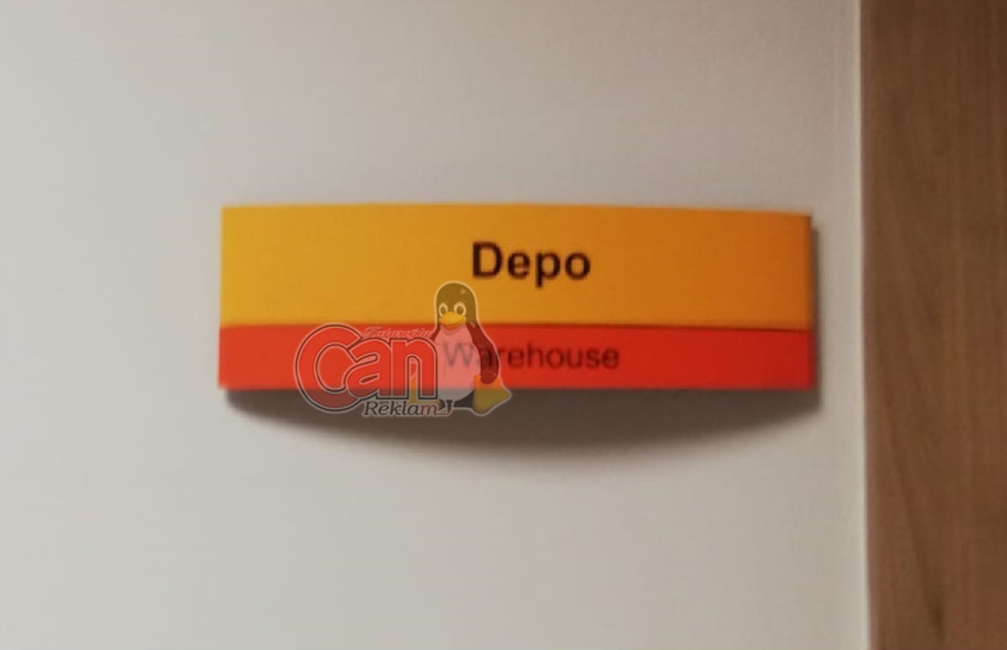 Depo
Warehouse
Can
Reklam